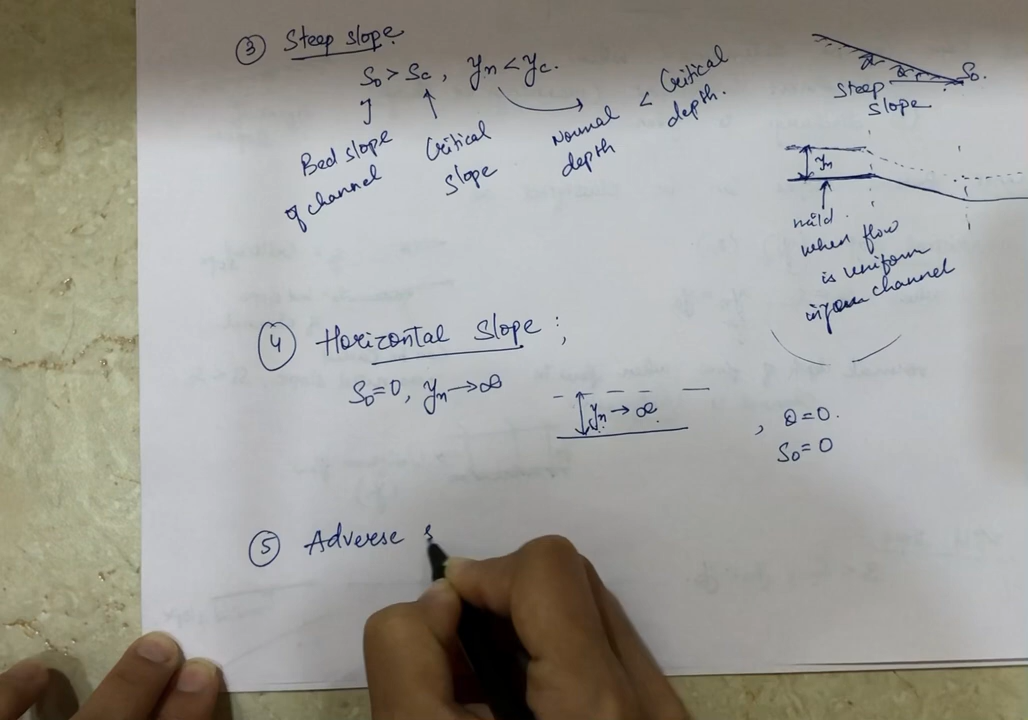 ③ Steep slope.
S₀ > Sc, yn < yc.
Bed slope
of channel
Critical
slope
Normal
depth
< Critical
depth.
θ
S₀.
Steep
slope
yn
mild.
when flow
is uniform
in channel
④ Horizontal Slope :
S₀=0, yn→∞
yn → ∞
, θ=0.
S₀=0
⑤ Adverse s